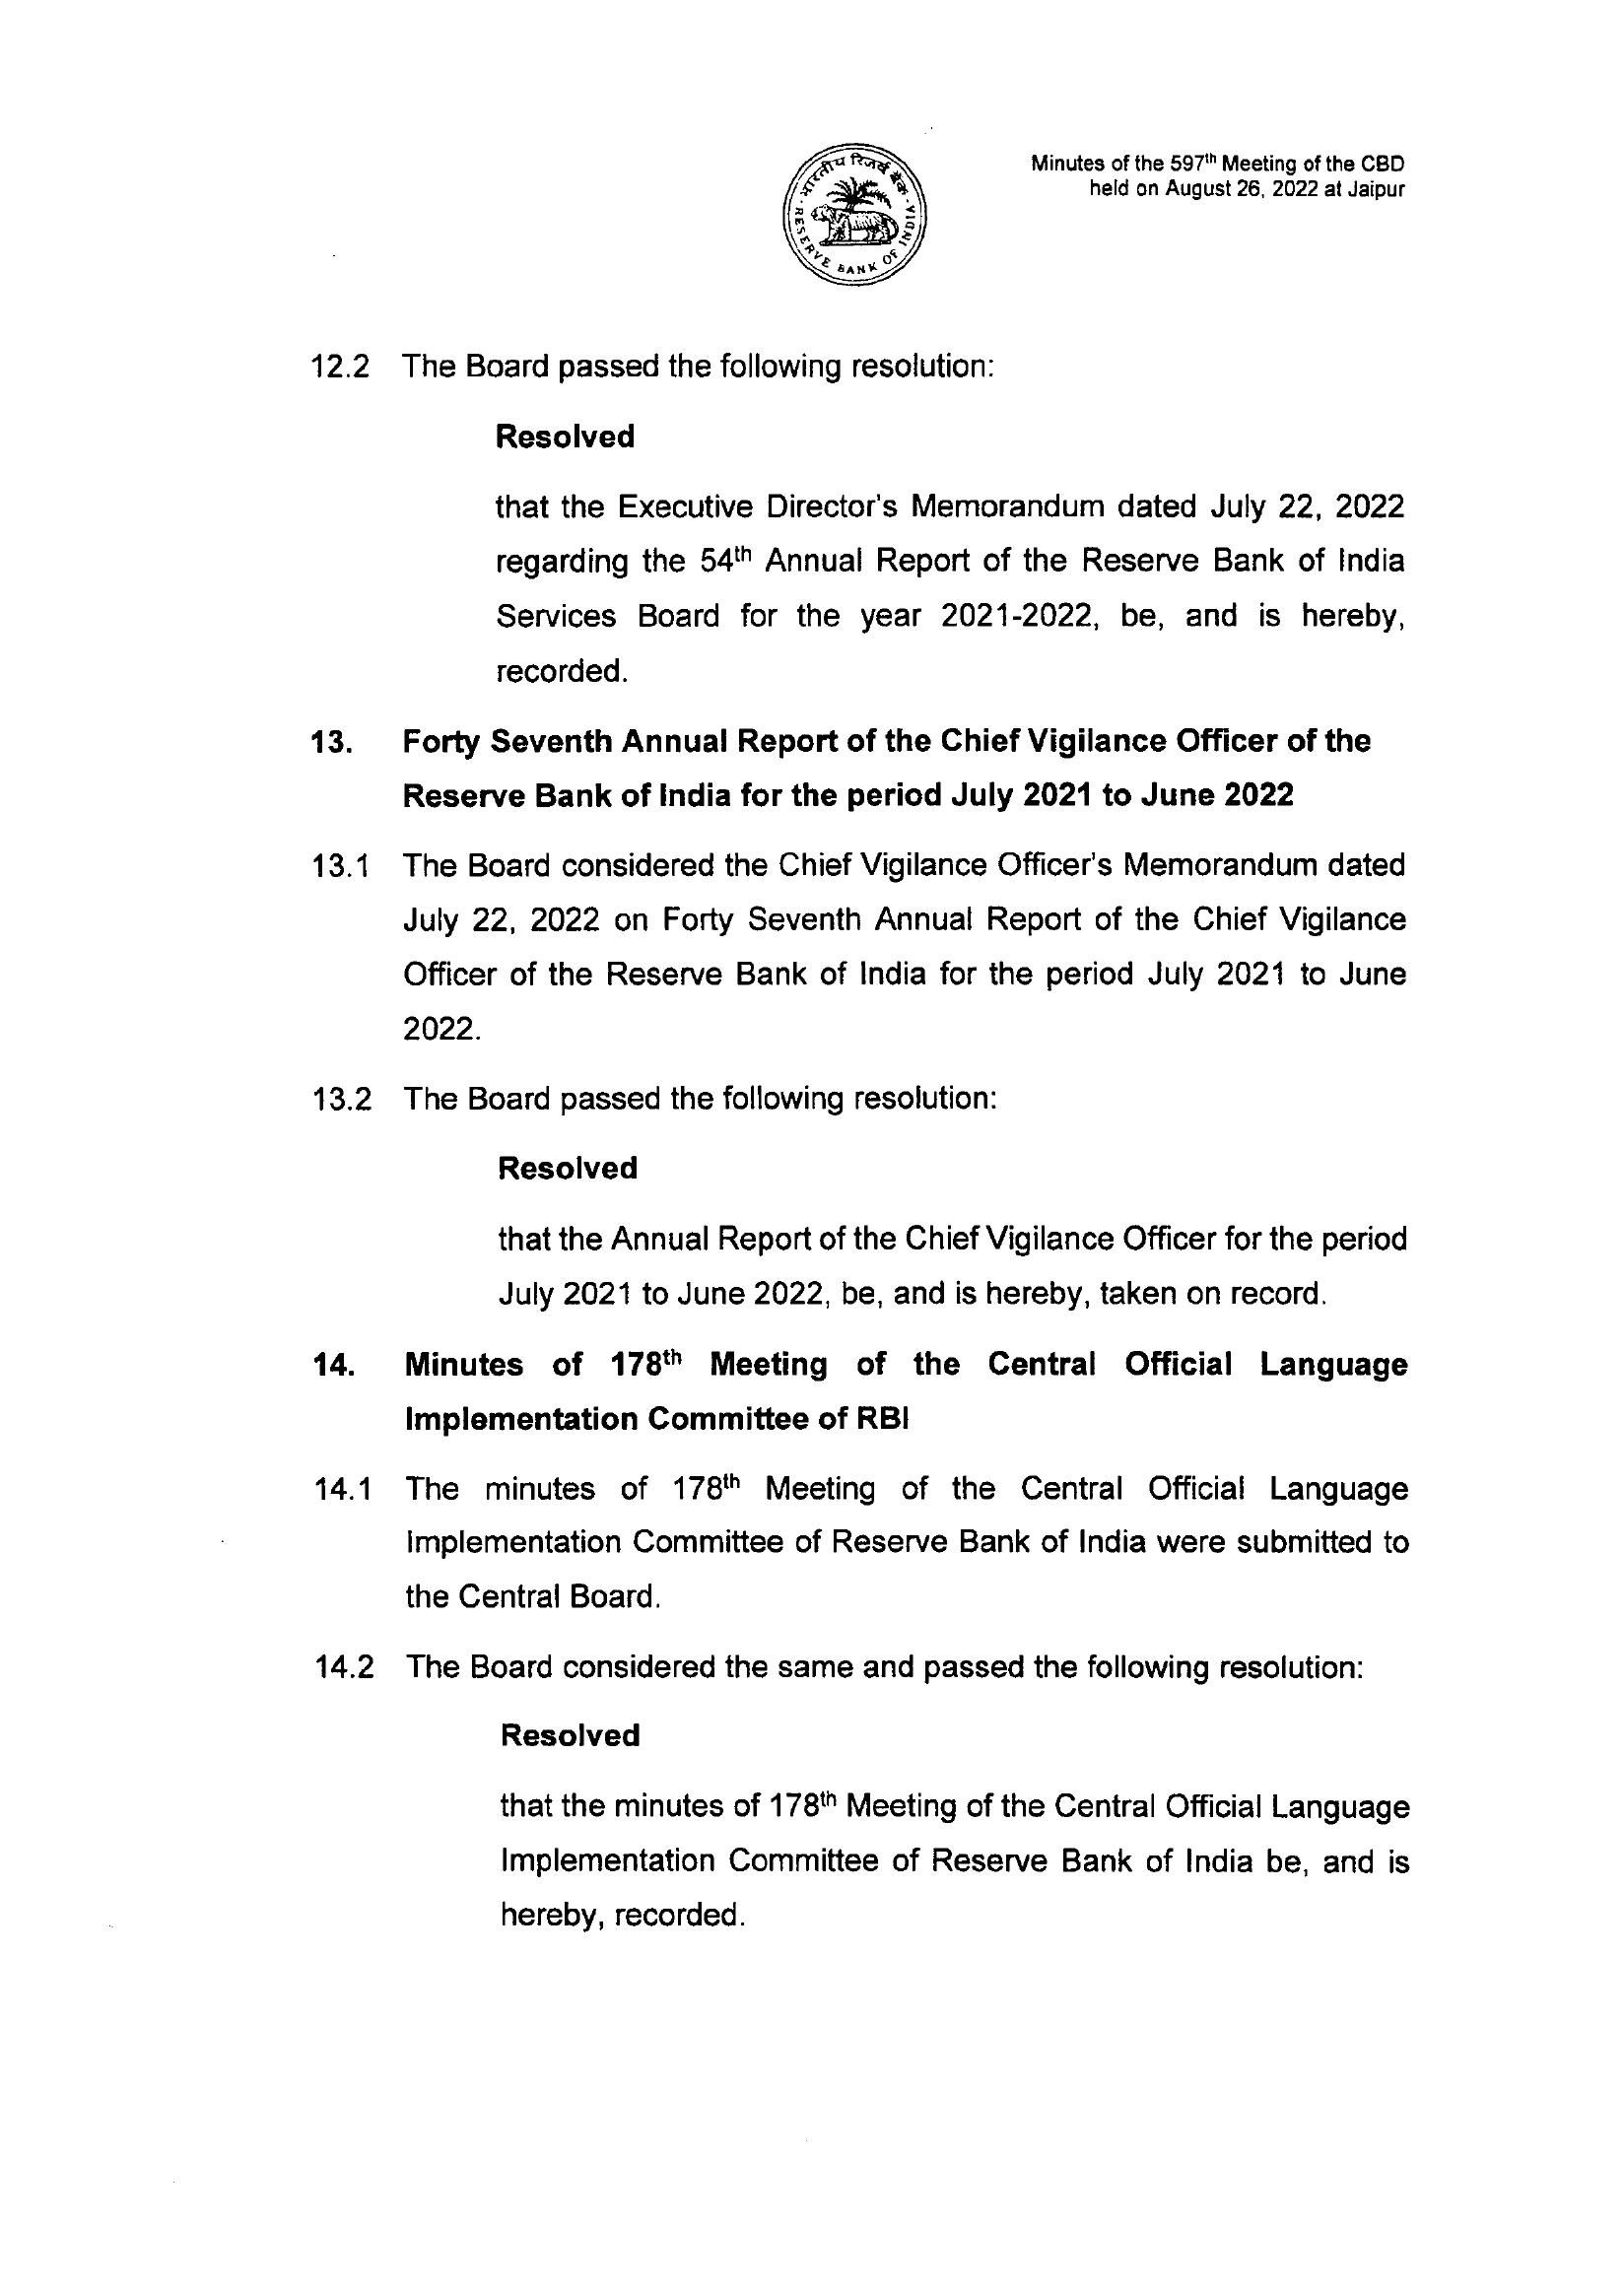 भारतीय रिजर्व बैंक
RESERVE BANK OF INDIA
Minutes of the 597th Meeting of the CBD
held on August 26, 2022 at Jaipur
12.2 The Board passed the following resolution:
Resolved
that the Executive Director's Memorandum dated July 22, 2022
regarding the 54th Annual Report of the Reserve Bank of India
Services Board for the year 2021-2022, be, and is hereby,
recorded.
13. Forty Seventh Annual Report of the Chief Vigilance Officer of the
Reserve Bank of India for the period July 2021 to June 2022
13.1 The Board considered the Chief Vigilance Officer's Memorandum dated
July 22, 2022 on Forty Seventh Annual Report of the Chief Vigilance
Officer of the Reserve Bank of India for the period July 2021 to June
2022.
13.2 The Board passed the following resolution:
Resolved
that the Annual Report of the Chief Vigilance Officer for the period
July 2021 to June 2022, be, and is hereby, taken on record.
14. Minutes of 178th Meeting of the Central Official Language
Implementation Committee of RBI
14.1 The minutes of 178th Meeting of the Central Official Language
Implementation Committee of Reserve Bank of India were submitted to
the Central Board.
14.2 The Board considered the same and passed the following resolution:
Resolved
that the minutes of 178th Meeting of the Central Official Language
Implementation Committee of Reserve Bank of India be, and is
hereby, recorded.